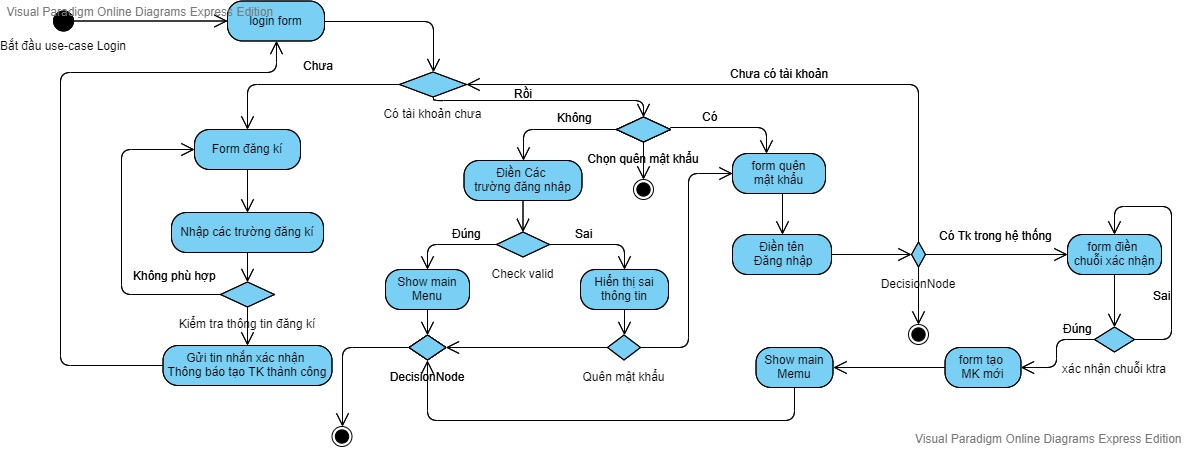 Visual Paradigm Online Diagrams Express Edition
login form
Bắt đầu use-case Login
Chưa
Có tài khoản chưa
Rồi
Chưa có tài khoản
Không
Có
Chọn quên mật khẩu
Form đăng kí
Điền Các
trường đăng nhâp
form quên
mật khẩu
Nhập các trường đăng kí
Đúng
Sai
Check valid
Điền tên
Đăng nhập
Có Tk trong hệ thống
form điền
chuỗi xác nhận
DecisionNode
Không phù hợp
Show main
Menu
Hiển thị sai
thông tin
Sai
Kiểm tra thông tin đăng kí
Đúng
Gửi tin nhắn xác nhận
Thông báo tạo TK thành công
DecisionNode
Quên mật khẩu
Show main
Memu
form tạo
MK mới
xác nhận chuỗi ktra
Visual Paradigm Online Diagrams Express Edition